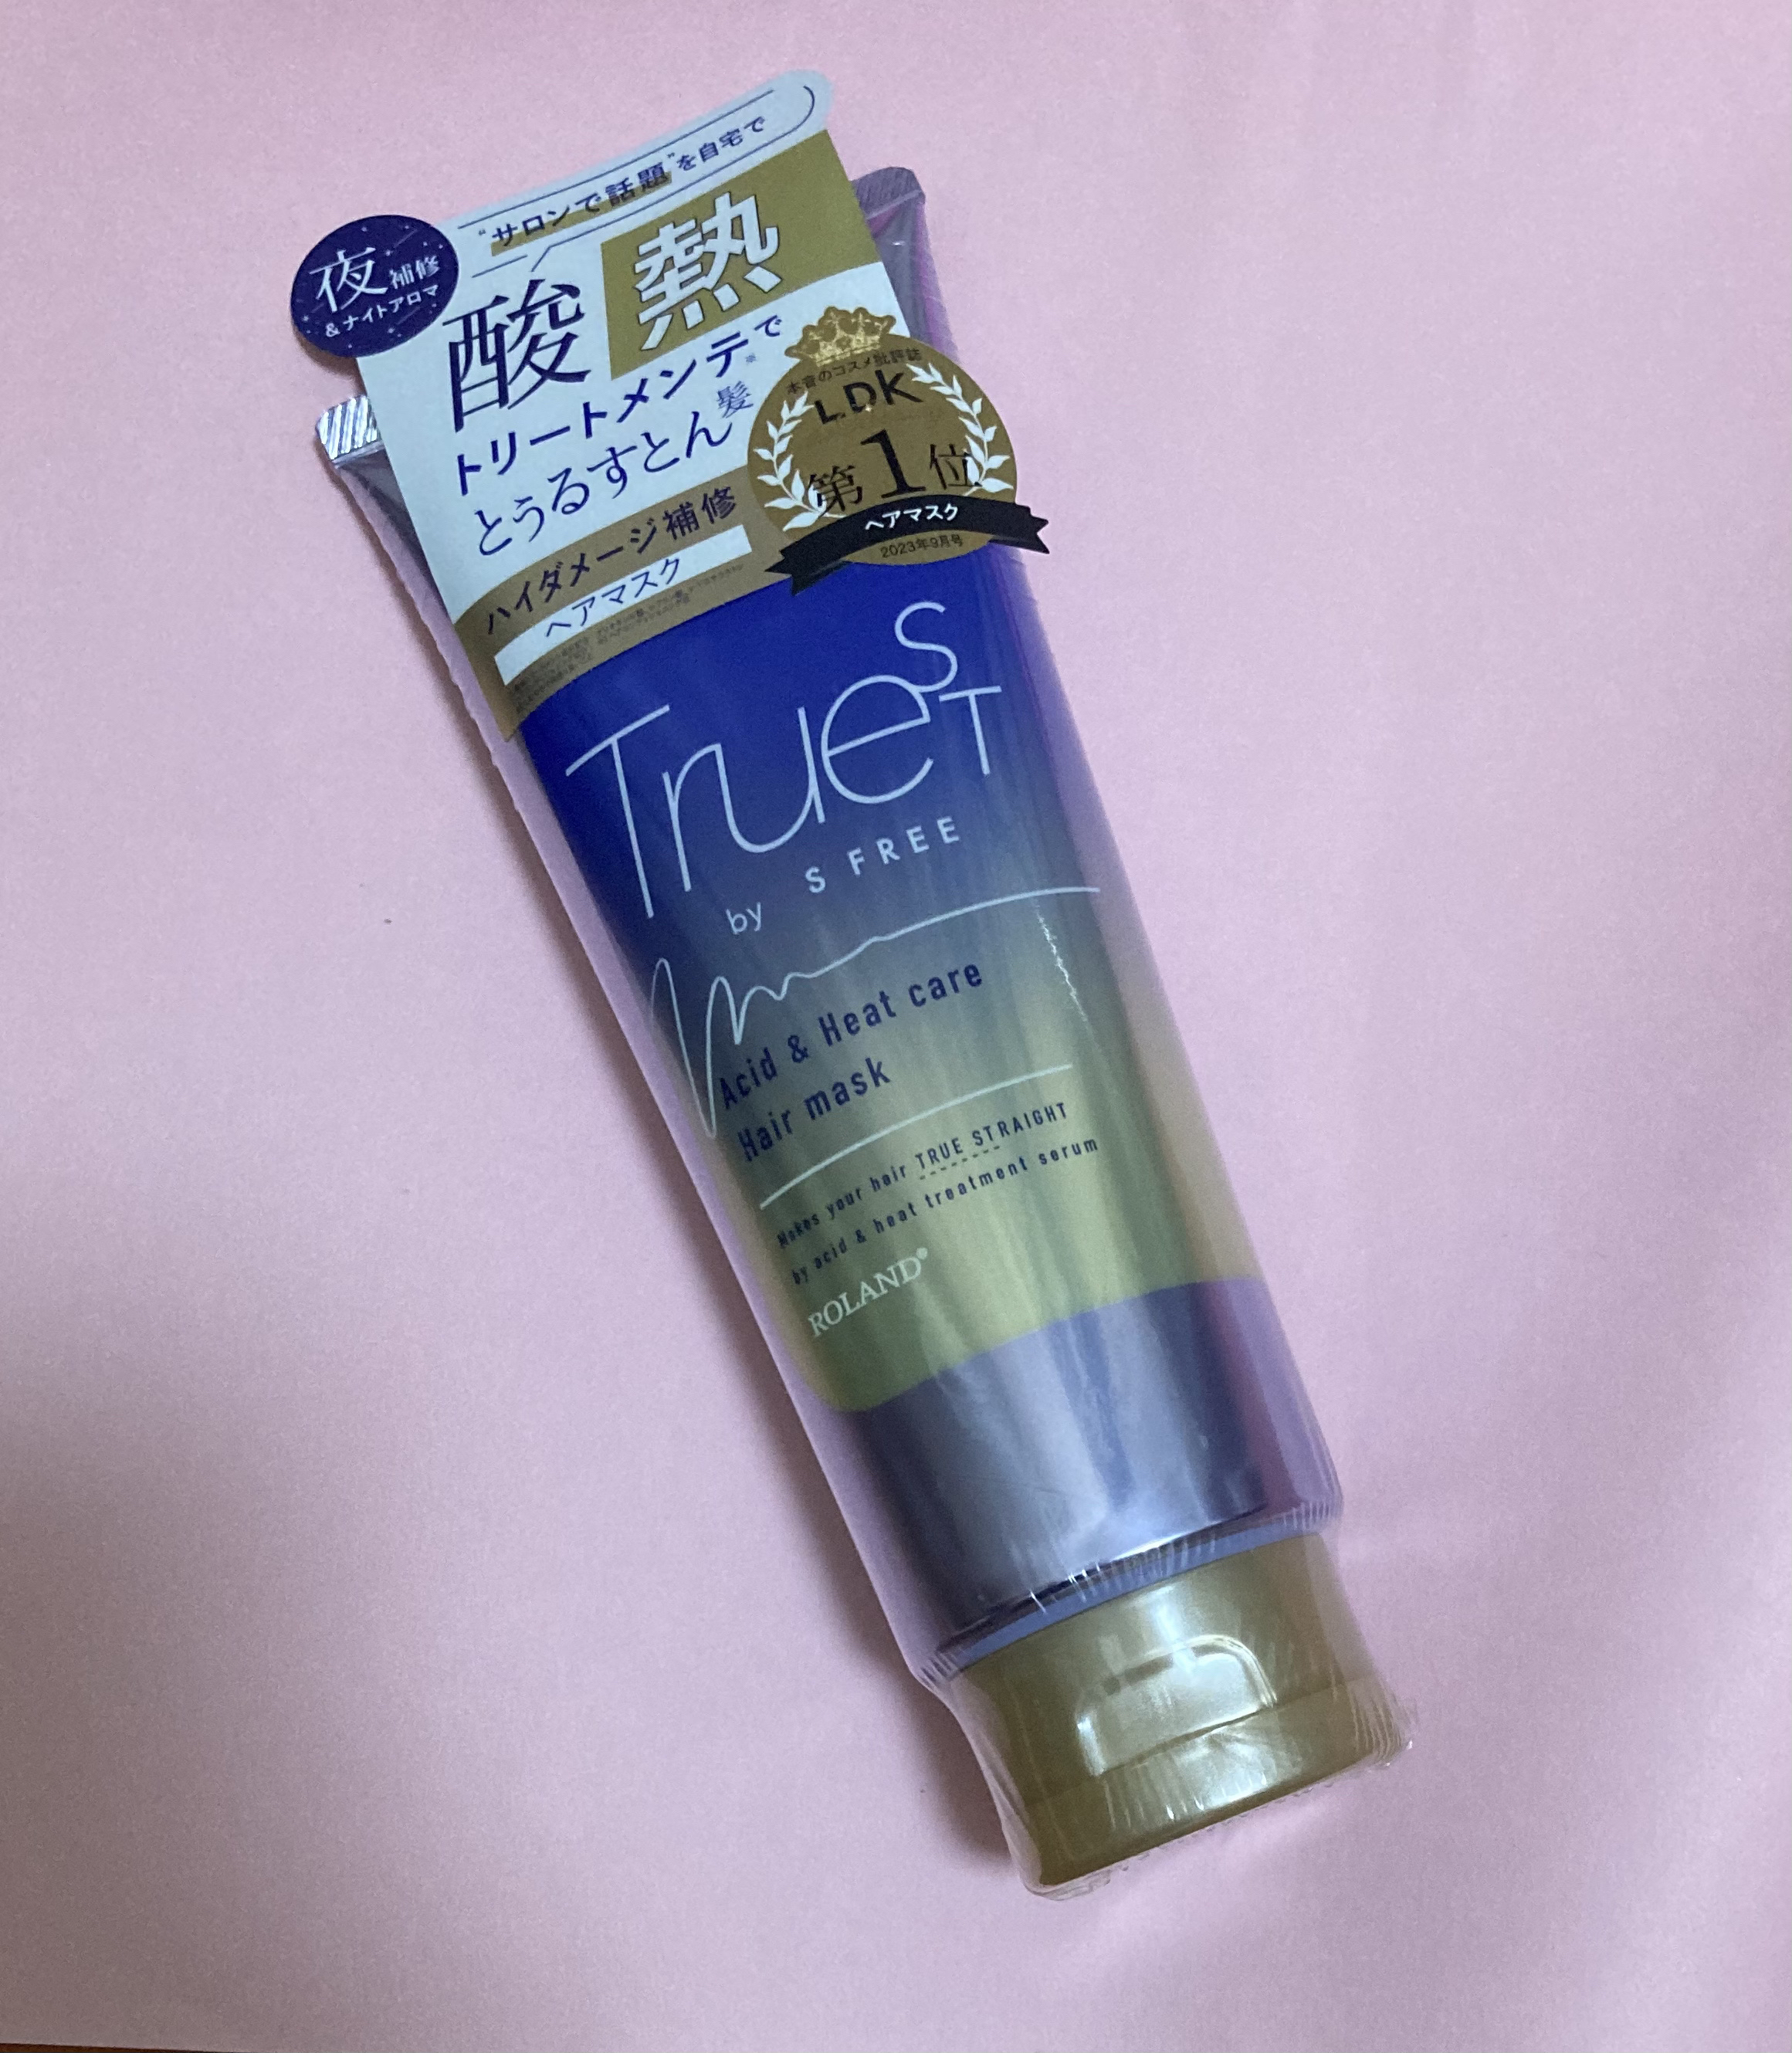 "サロンで話題"を自宅で
夜補修
&ナイトアロマ
酸熱
トリートメンテ※で
とぅるすとん髪
ハイダメージ補修
ヘアマスク
本音のコスメ批評誌
LDK
第1位
ヘアマスク
2023年9月号
TrueST
by S FREE
Acid & Heat care
Hair mask
Makes your hair TRUE STRAIGHT
by acid & heat treatment serum
ROLAND®